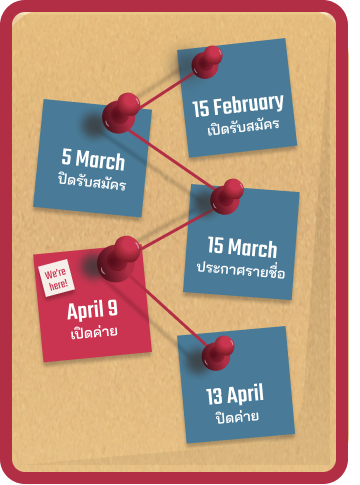 15 February
เปิดรับสมัคร
5 March
ปิดรับสมัคร
15 March
ประกาศรายชื่อ
We're
here!
April 9
เปิดค่าย
13 April
ปิดค่าย